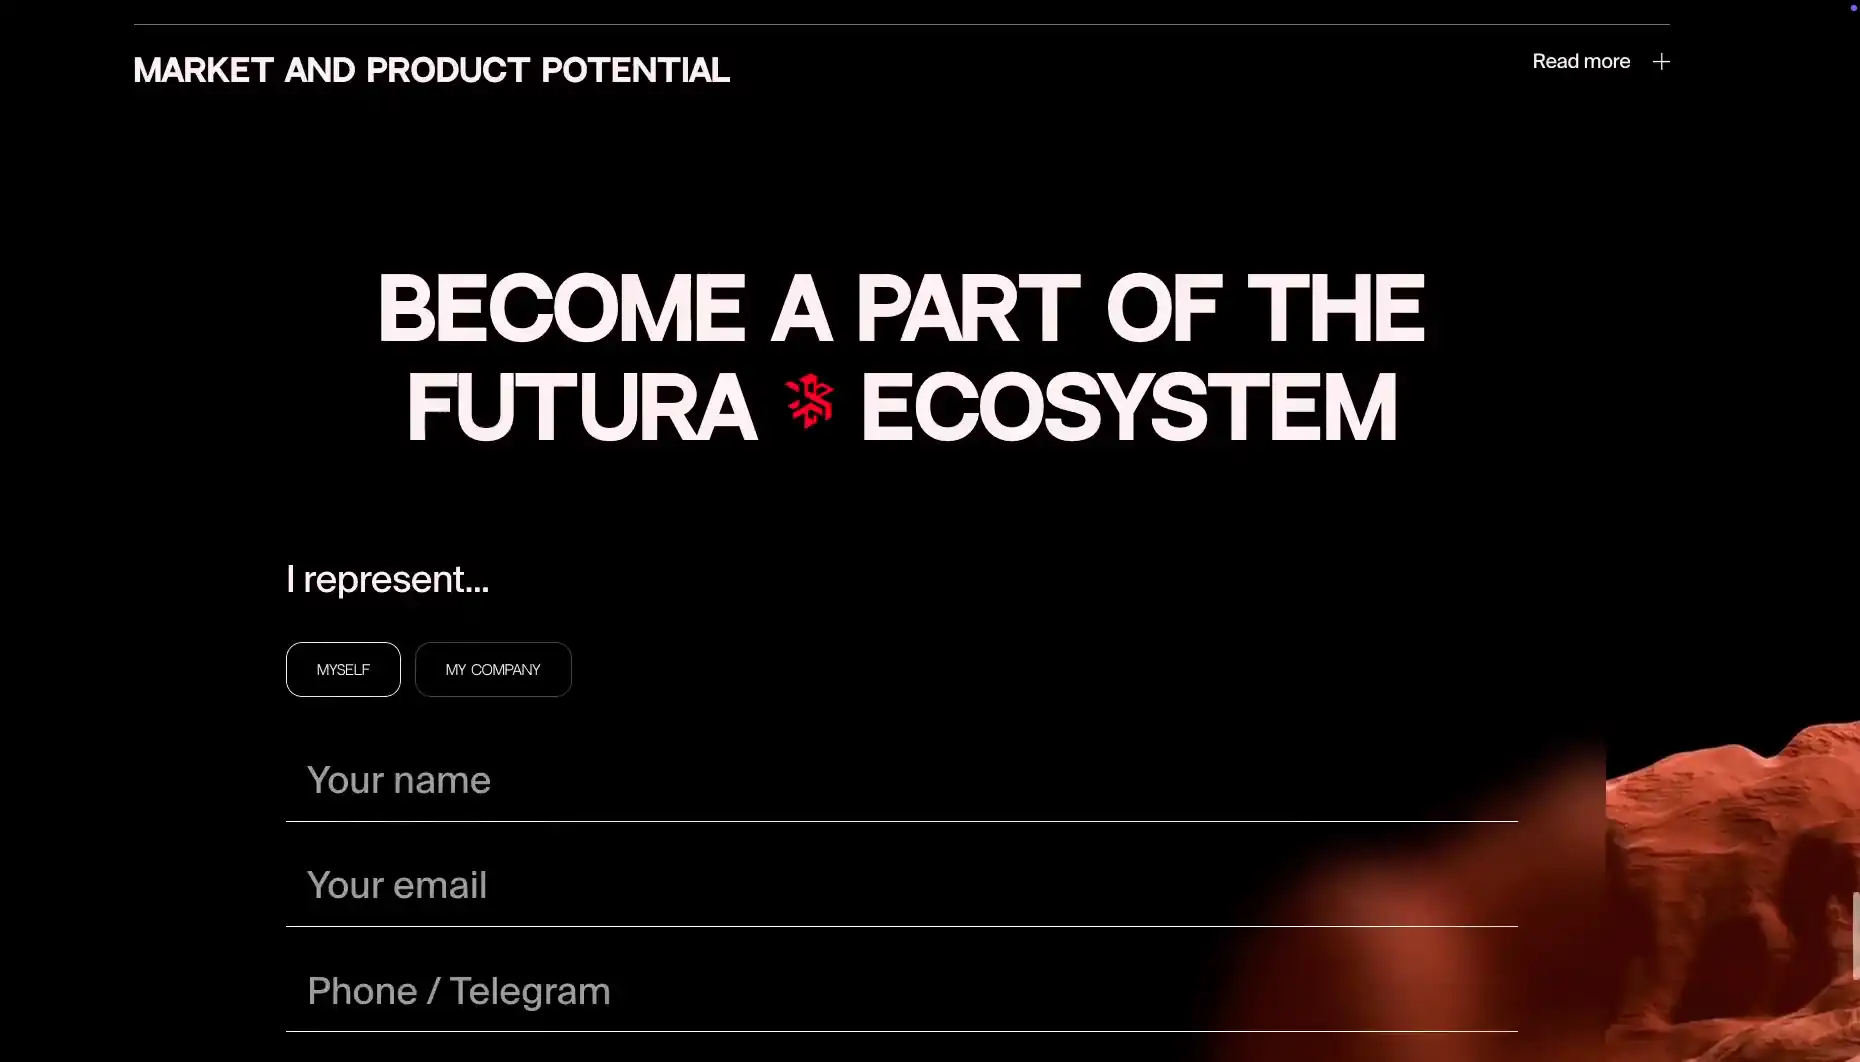 MARKET AND PRODUCT POTENTIAL
Read more
BECOME A PART OF THE
FUTURA ECOSYSTEM
I represent...
MYSELF
MY COMPANY
Your name
Your email
Phone / Telegram